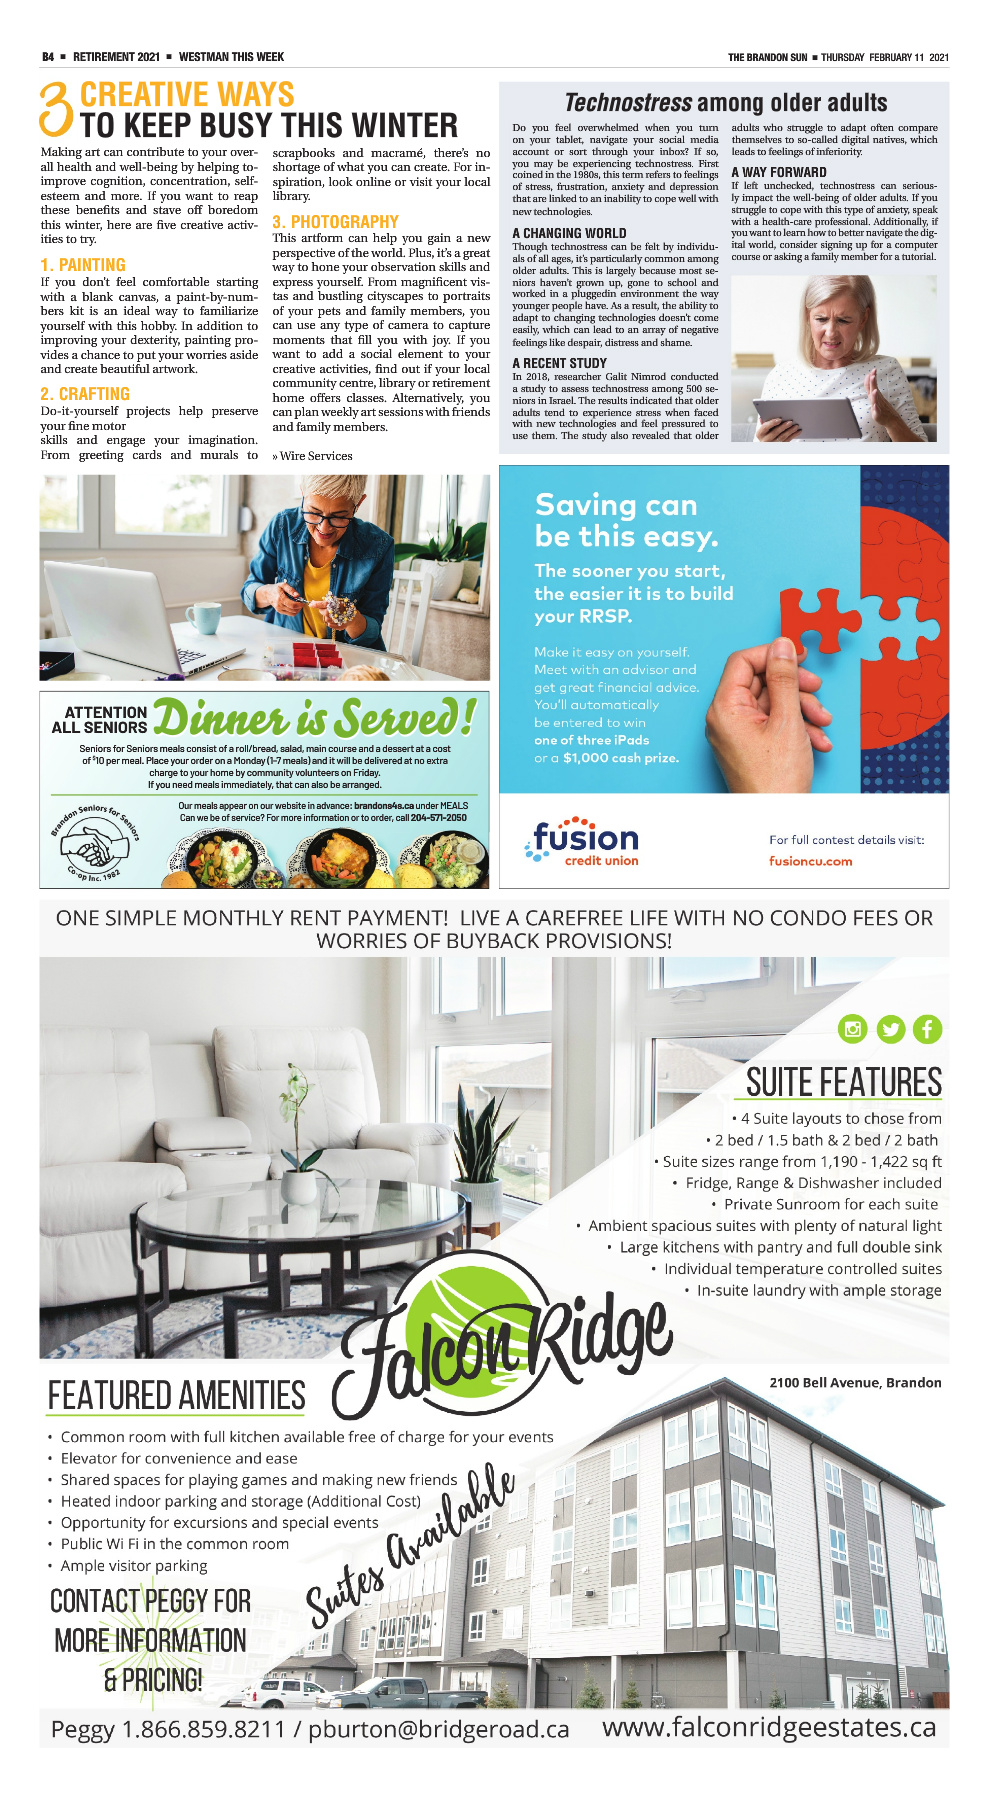 B4 ■ RETIREMENT 2021 ■ WESTMAN THIS WEEK
THE BRANDON SUN ■ THURSDAY FEBRUARY 11 2021
3 CREATIVE WAYS
TO KEEP BUSY THIS WINTER
Making art can contribute to your over-
all health and well-being by helping to-
improve cognition, concentration, self-
esteem and more. If you want to reap
these benefits and stave off boredom
this winter, here are five creative activ-
ities to try.
1. PAINTING
If you don't feel comfortable starting
with a blank canvas, a paint-by-num-
bers kit is an ideal way to familiarize
yourself with this hobby. In addition to
improving your dexterity, painting pro-
vides a chance to put your worries aside
and create beautiful artwork.
2. CRAFTING
Do-it-yourself projects help preserve
your fine motor
skills and engage your imagination.
From greeting cards and murals to
scrapbooks and macramé, there's no
shortage of what you can create. For in-
spiration, look online or visit your local
library.
3. PHOTOGRAPHY
This artform can help you gain a new
perspective of the world. Plus, it's a great
way to hone your observation skills and
express yourself. From magnificent vis-
tas and bustling cityscapes to portraits
of your pets and family members, you
can use any type of camera to capture
moments that fill you with joy. If you
want to add a social element to your
creative activities, find out if your local
community centre, library or retirement
home offers classes. Alternatively, you
can plan weekly art sessions with friends
and family members.
» Wire Services
Technostress among older adults
Do you feel overwhelmed when you turn
on your tablet, navigate your social media
account or sort through your inbox? If so,
you may be experiencing technostress. First
coined in the 1980s, this term refers to feelings
of stress, frustration, anxiety and depression
that are linked to an inability to cope well with
new technologies.
A CHANGING WORLD
Though technostress can be felt by individu-
als of all ages, it's particularly common among
older adults. This is largely because most se-
niors haven't grown up, gone to school and
worked in a pluggedin environment the way
younger people have. As a result, the ability to
adapt to changing technologies doesn't come
easily, which can lead to an array of negative
feelings like despair, distress and shame.
A RECENT STUDY
In 2018, researcher Galit Nimrod conducted
a study to assess technostress among 500 se-
niors in Israel. The results indicated that older
adults tend to experience stress when faced
with new technologies and feel pressured to
use them. The study also revealed that older
adults who struggle to adapt often compare
themselves to so-called digital natives, which
leads to feelings of inferiority.
A WAY FORWARD
If left unchecked, technostress can serious-
ly impact the well-being of older adults. If you
struggle to cope with this type of anxiety, speak
with a health-care professional. Additionally, if
you want to learn how to better navigate the dig-
ital world, consider signing up for a computer
course or asking a family member for a tutorial.
ATTENTION
ALL SENIORS
Dinner is Served!
Seniors for Seniors meals consist of a roll/bread, salad, main course and a dessert at a cost
of $10 per meal. Place your order on a Monday (1-7 meals) and it will be delivered at no extra
charge to your home by community volunteers on Friday.
If you need meals immediately, that can also be arranged.
Brandon Seniors for Seniors
Co-op Inc. 1982
Our meals appear on our website in advance: brandons4s.ca under MEALS
Can we be of service? For more information or to order, call 204-571-2050
Saving can
be this easy.
The sooner you start,
the easier it is to build
your RRSP.
Make it easy on yourself.
Meet with an advisor and
get great financial advice.
You'll automatically
be entered to win
one of three iPads
or a $1,000 cash prize.
fusion
credit union
For full contest details visit:
fusioncu.com
ONE SIMPLE MONTHLY RENT PAYMENT! LIVE A CAREFREE LIFE WITH NO CONDO FEES OR
WORRIES OF BUYBACK PROVISIONS!
SUITE FEATURES
• 4 Suite layouts to chose from
• 2 bed / 1.5 bath & 2 bed / 2 bath
• Suite sizes range from 1,190 - 1,422 sq ft
• Fridge, Range & Dishwasher included
• Private Sunroom for each suite
• Ambient spacious suites with plenty of natural light
• Large kitchens with pantry and full double sink
• Individual temperature controlled suites
• In-suite laundry with ample storage
Falcon Ridge
2100 Bell Avenue, Brandon
FEATURED AMENITIES
• Common room with full kitchen available free of charge for your events
• Elevator for convenience and ease
• Shared spaces for playing games and making new friends
• Heated indoor parking and storage (Additional Cost)
• Opportunity for excursions and special events
• Public Wi Fi in the common room
• Ample visitor parking
Suites Available
CONTACT PEGGY FOR
MORE INFORMATION
& PRICING!
Peggy 1.866.859.8211 / pburton@bridgeroad.ca www.falconridgeestates.ca